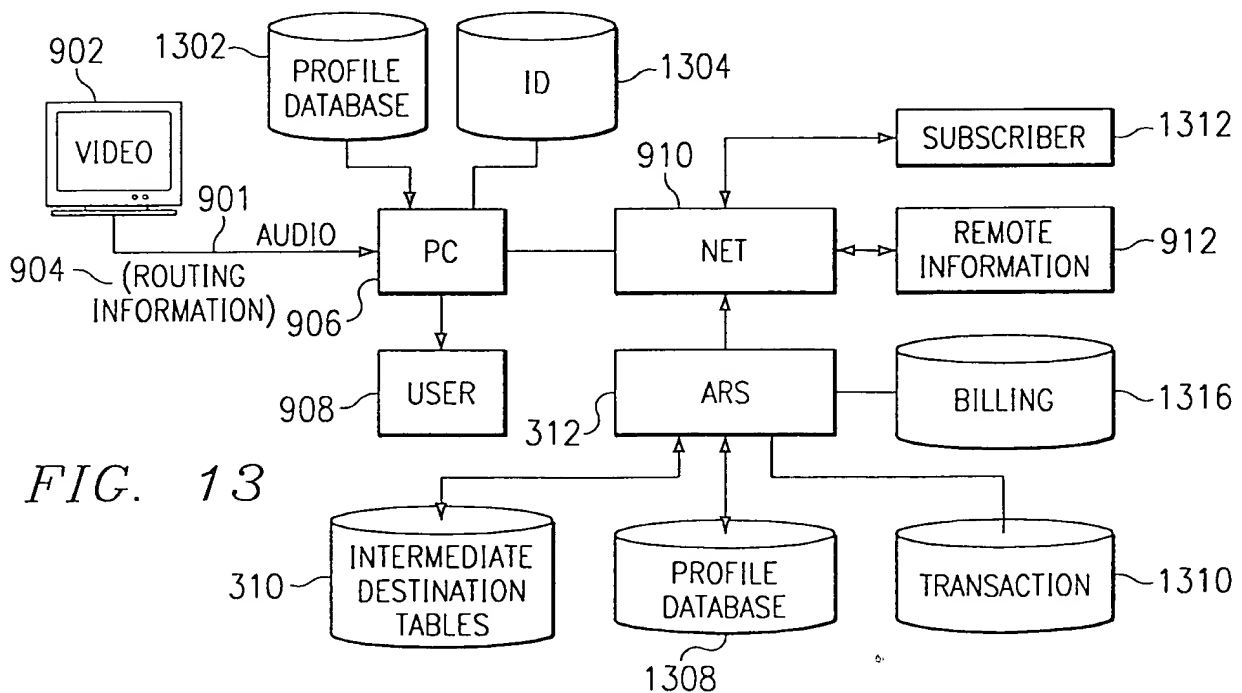 902
1302
PROFILE
DATABASE
ID
1304
VIDEO
901
AUDIO
904
(ROUTING
INFORMATION)
PC
906
910
NET
SUBSCRIBER
1312
REMOTE
INFORMATION
912
USER
908
ARS
312
BILLING
1316
FIG. 13
310
INTERMEDIATE
DESTINATION
TABLES
PROFILE
DATABASE
1308
TRANSACTION
1310